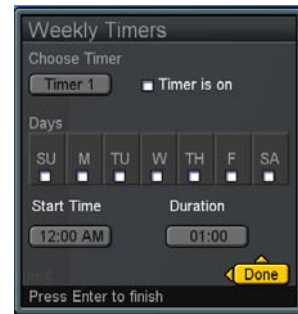 Weekly Timers
Choose Timer
Timer 1 Timer is on
Days
SU M TU W TH F SA
Start Time Duration
12:00 AM 01:00
Done
Press Enter to finish